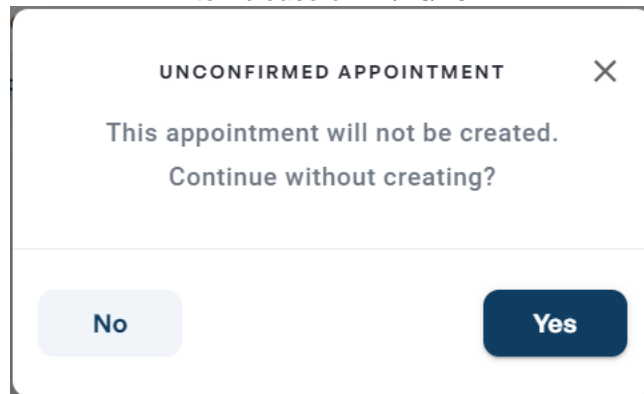 UNCONFIRMED APPOINTMENT
This appointment will not be created.
Continue without creating?
No
Yes